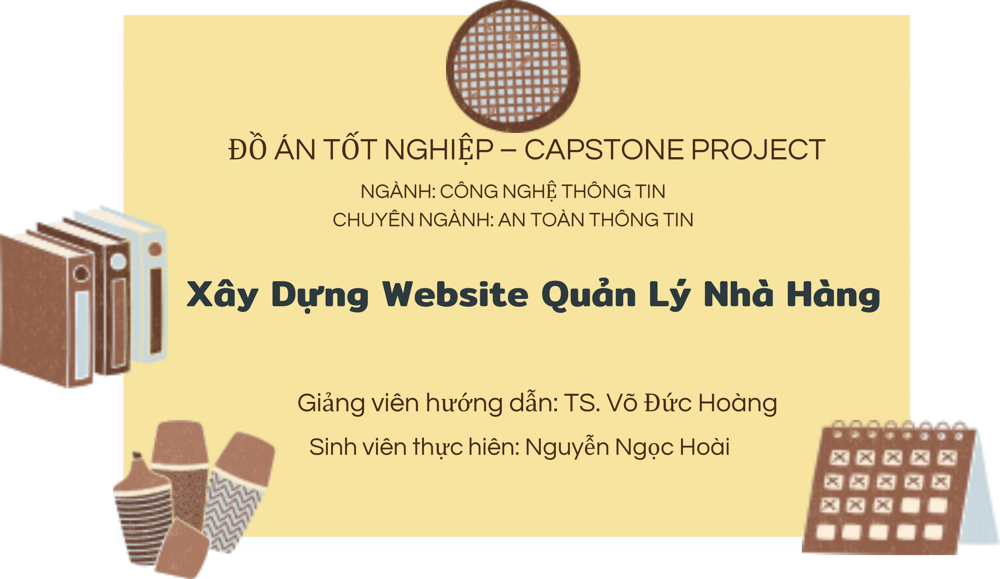 ĐỒ ÁN TỐT NGHIỆP – CAPSTONE PROJECT
NGÀNH: CÔNG NGHỆ THÔNG TIN
CHUYÊN NGÀNH: AN TOÀN THÔNG TIN
Xây Dựng Website Quản Lý Nhà Hàng
Giảng viên hướng dẫn: TS. Võ Đức Hoàng
Sinh viên thực hiên: Nguyễn Ngọc Hoài